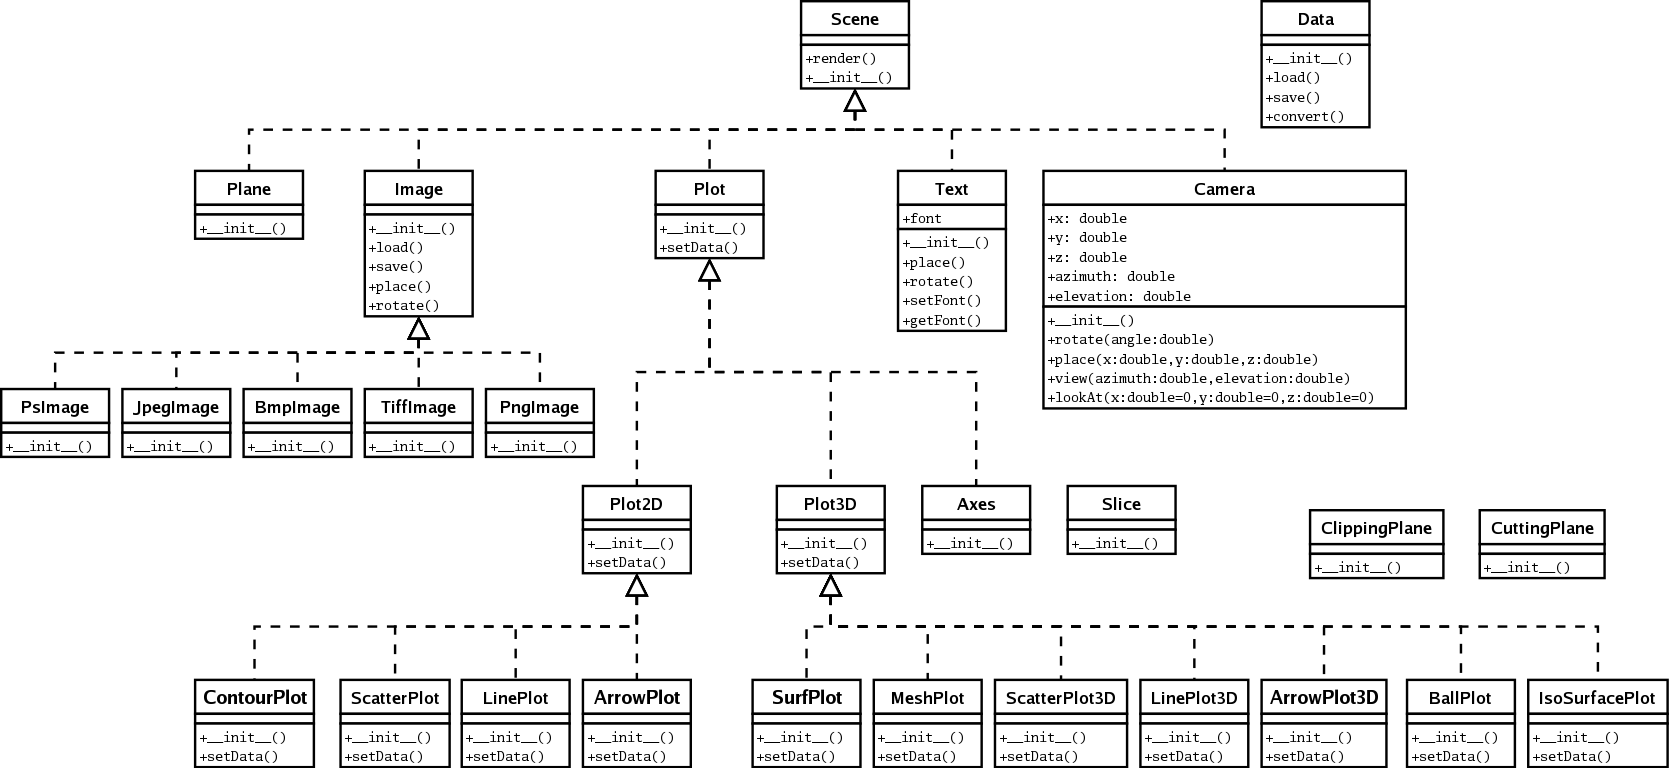 Scene
+render()
+__init__()
Data
+__init__()
+load()
+save()
+convert()
Plane
+__init__()
Image
+__init__()
+load()
+save()
+place()
+rotate()
Plot
+__init__()
+setData()
Text
+font
+__init__()
+place()
+rotate()
+setFont()
+getFont()
Camera
+x: double
+y: double
+z: double
+azimuth: double
+elevation: double
+__init__()
+rotate(angle:double)
+place(x:double,y:double,z:double)
+view(azimuth:double,elevation:double)
+lookAt(x:double=0,y:double=0,z:double=0)
PsImage
+__init__()
JpegImage
+__init__()
BmpImage
+__init__()
TiffImage
+__init__()
PngImage
+__init__()
Plot2D
+__init__()
+setData()
Plot3D
+__init__()
+setData()
Axes
+__init__()
Slice
+__init__()
ClippingPlane
+__init__()
CuttingPlane
+__init__()
ContourPlot
+__init__()
+setData()
ScatterPlot
+__init__()
+setData()
LinePlot
+__init__()
+setData()
ArrowPlot
+__init__()
+setData()
SurfPlot
+__init__()
+setData()
MeshPlot
+__init__()
+setData()
ScatterPlot3D
+__init__()
+setData()
LinePlot3D
+__init__()
+setData()
ArrowPlot3D
+__init__()
+setData()
BallPlot
+__init__()
+setData()
IsoSurfacePlot
+__init__()
+setData()